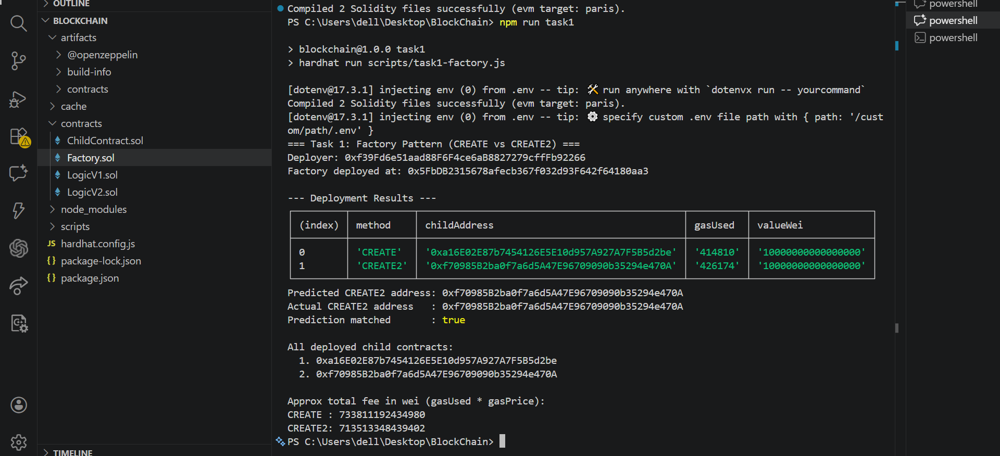 OUTLINE
BLOCKCHAIN
artifacts
@openzeppelin
build-info
contracts
cache
contracts
ChildContract.sol
Factory.sol
LogicV1.sol
LogicV2.sol
node_modules
scripts
JS hardhat.config.js
{} package-lock.json
{} package.json
TIMELINE
Compiled 2 Solidity files successfully (evm target: paris).
PS C:\Users\dell\Desktop\BlockChain> npm run task1
> blockchain@1.0.0 task1
> hardhat run scripts/task1-factory.js
[dotenv@17.3.1] injecting env (0) from .env -- tip: 🛠️ run anywhere with `dotenvx run -- yourcommand`
Compiled 2 Solidity files successfully (evm target: paris).
[dotenv@17.3.1] injecting env (0) from .env -- tip: ⚙️ specify custom .env file path with { path: '/cust
om/path/.env' }
=== Task 1: Factory Pattern (CREATE vs CREATE2) ===
Deployer: 0xf39Fd6e51aad88F6F4ce6aB8827279cffFb92266
Factory deployed at: 0x5FbDB2315678afecb367f032d93F642f64180aa3
--- Deployment Results ---
(index) method childAddress gasUsed valueWei
0 'CREATE' '0xa16E02E87b7454126E5E10d957A927A7F5B5d2be' '414810' '10000000000000000'
1 'CREATE2' '0xf70985B2ba0f7a6d5A47E96709090b35294e470A' '426174' '10000000000000000'
Predicted CREATE2 address: 0xf70985B2ba0f7a6d5A47E96709090b35294e470A
Actual CREATE2 address : 0xf70985B2ba0f7a6d5A47E96709090b35294e470A
Prediction matched : true
All deployed child contracts:
1. 0xa16E02E87b7454126E5E10d957A927A7F5B5d2be
2. 0xf70985B2ba0f7a6d5A47E96709090b35294e470A
Approx total fee in wei (gasUsed * gasPrice):
CREATE : 733811192434980
CREATE2: 713513348439402
PS C:\Users\dell\Desktop\BlockChain>
powershell
powershell
powershell